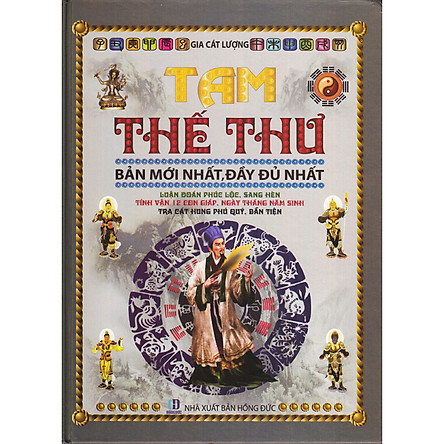 GIA CÁT LƯỢNG
TAM
THẾ THƯ
BẢN MỚI NHẤT, ĐẦY ĐỦ NHẤT
LUẬN ĐOÁN PHÚC LỘC, SANG HÈN
TÍNH VẬN 12 CON GIÁP, NGÀY THÁNG NĂM SINH
TRA CÁT HUNG PHÚ QUÝ, BẦN TIỆN
NHÀ XUẤT BẢN HỒNG ĐỨC